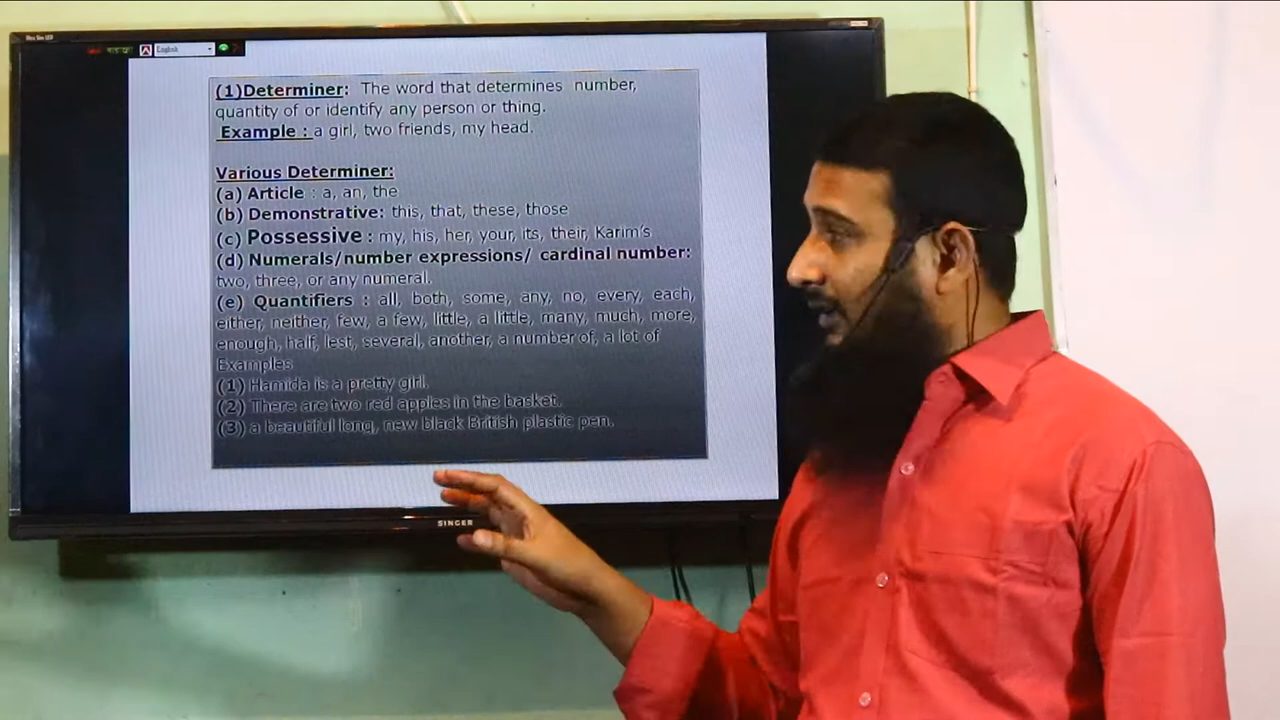 English
(1)Determiner: The word that determines number,
quantity of or identify any person or thing.
Example : a girl, two friends, my head.
Various Determiner:
(a) Article : a, an, the
(b) Demonstrative: this, that, these, those
(c) Possessive : my, his, her, your, its, their, Karim's
(d) Numerals/number expressions/ cardinal number:
two, three, or any numeral.
(e) Quantifiers : all, both, some, any, no, every, each,
either, neither, few, a few, little, a little, many, much, more,
enough, half, lest, several, another, a number of, a lot of
Examples
(1) Hamida is a pretty girl.
(2) There are two red apples in the basket.
(3) a beautiful long, new black British plastic pen.
SINGER